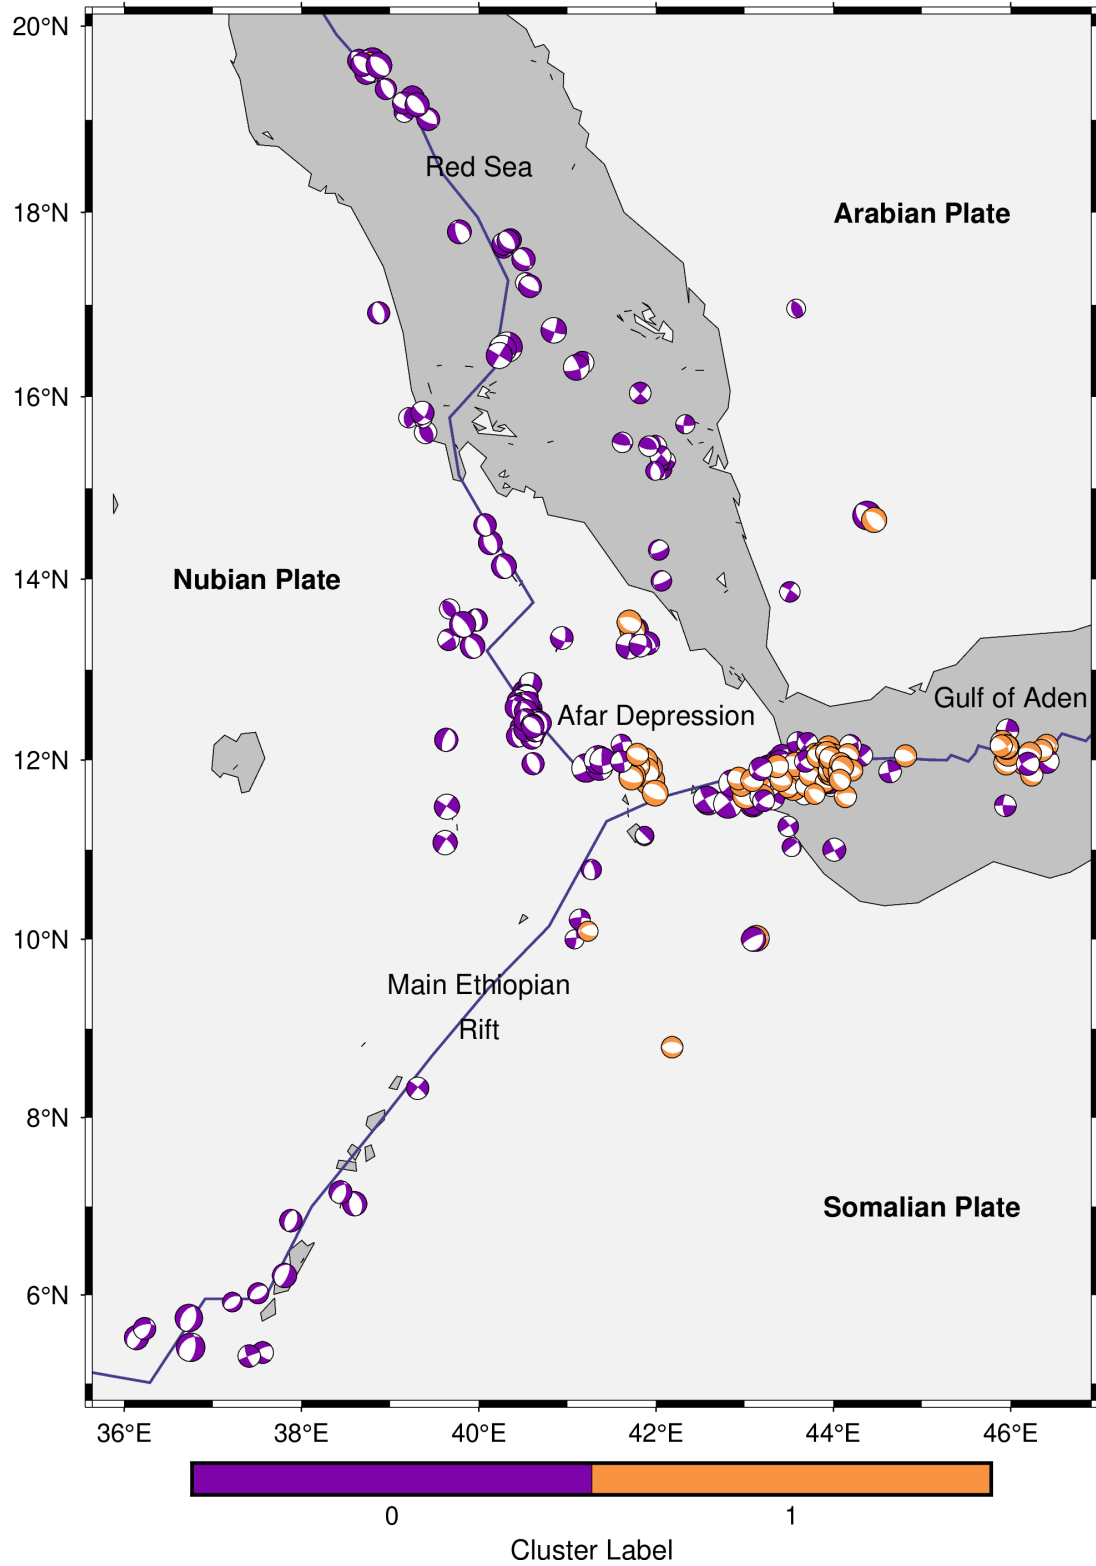 20°N
18°N
16°N
14°N
12°N
10°N
8°N
6°N
Red Sea
Arabian Plate
Nubian Plate
Gulf of Aden
Afar Depression
Main Ethiopian
Rift
Somalian Plate
36°E 38°E 40°E 42°E 44°E 46°E
0 1
Cluster Label